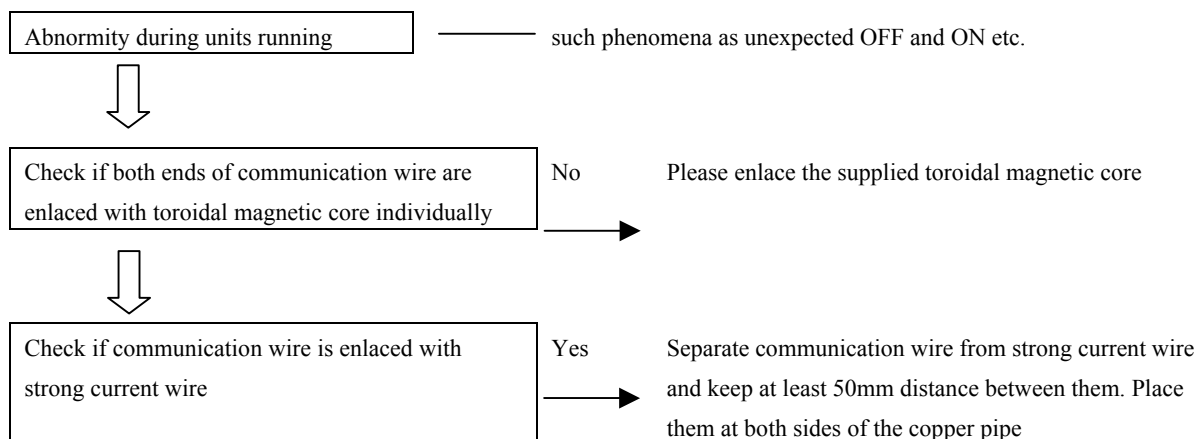 Abnormity during units running
such phenomena as unexpected OFF and ON etc.
Check if both ends of communication wire are
enlaced with toroidal magnetic core individually
No
Please enlace the supplied toroidal magnetic core
Check if communication wire is enlaced with
strong current wire
Yes
Separate communication wire from strong current wire
and keep at least 50mm distance between them. Place
them at both sides of the copper pipe